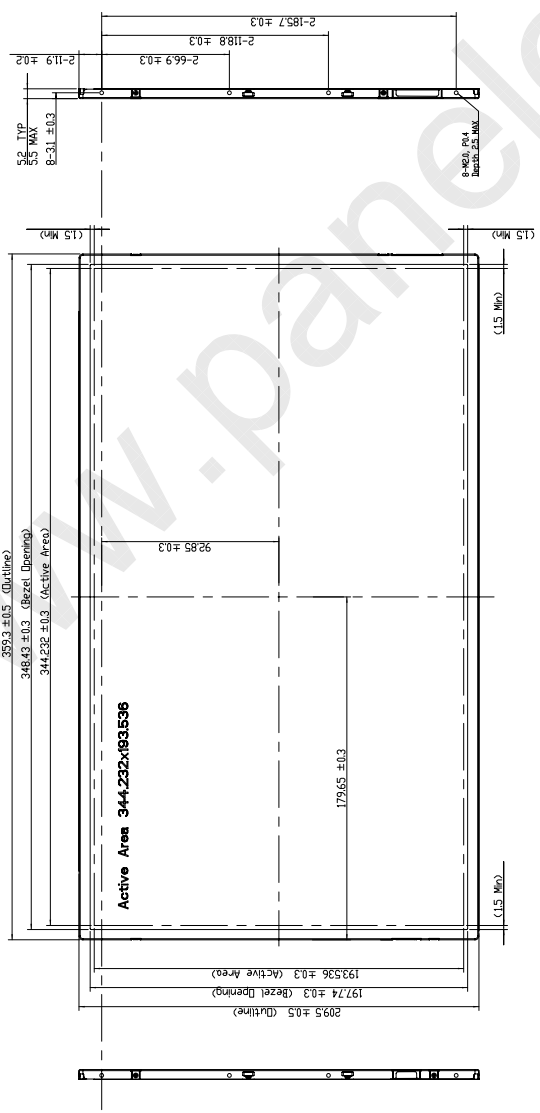 2-185.7 ±0.3
2-118.8 ±0.3
2-66.9 ±0.3
2-11.9 ±0.2
5.2 TYP
5.5 MAX
8-3.1 ±0.3
8-M2.0, P0.4
Depth 2.5 MAX
(1.5 Min)
(1.5 Min)
(1.5 Min)
359.3 ±0.5 (Outline)
348.43 ±0.3 (Bezel Opening)
344.232 ±0.3 (Active Area)
92.85 ±0.3
179.65 ±0.3
Active Area 344.232x193.536
(1.5 Min)
193.536 ±0.3 (Active Area)
197.74 ±0.3 (Bezel Opening)
209.5 ±0.5 (Outline)
w.panelo